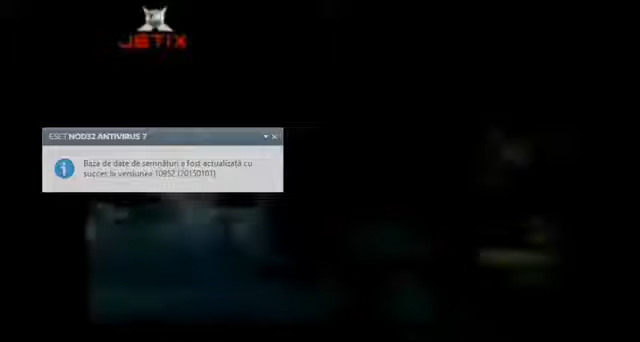 JETIX
ESET NOD32 ANTIVIRUS 7
Baza de date de semnături a fost actualizată cu
succes la versiunea 10952 (20150101)